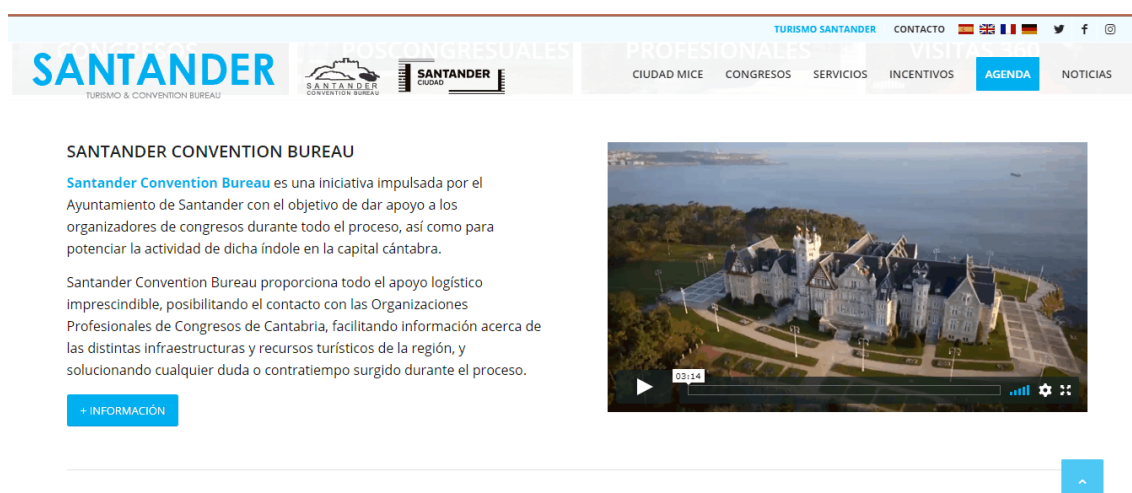 TURISMO SANTANDER CONTACTO
CONGRESOS POSCONGRESUALES PROFESIONALES VISITAS 360
SANTANDER
TURISMO & CONVENTION BUREAU
SANTANDER
CONVENTION BUREAU
SANTANDER
CIUDAD
CIUDAD MICE CONGRESOS SERVICIOS INCENTIVOS AGENDA NOTICIAS
SANTANDER CONVENTION BUREAU
Santander Convention Bureau es una iniciativa impulsada por el
Ayuntamiento de Santander con el objetivo de dar apoyo a los
organizadores de congresos durante todo el proceso, así como para
potenciar la actividad de dicha índole en la capital cántabra.
Santander Convention Bureau proporciona todo el apoyo logístico
imprescindible, posibilitando el contacto con las Organizaciones
Profesionales de Congresos de Cantabria, facilitando información acerca de
las distintas infraestructuras y recursos turísticos de la región, y
solucionando cualquier duda o contratiempo surgido durante el proceso.
+ INFORMACIÓN
03:14